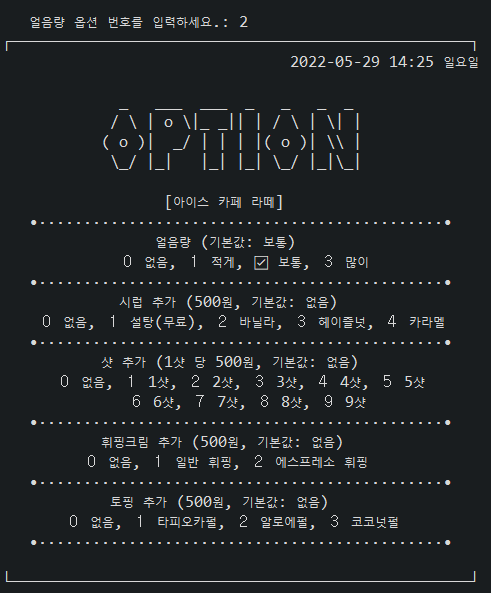 얼음량 옵션 번호를 입력하세요.: 2
2022-05-29 14:25 일요일
OPTION
[아이스 카페 라떼]
얼음량 (기본값: 보통)
0 없음, 1 적게, ☑ 보통, 3 많이
시럽 추가 (500원, 기본값: 없음)
0 없음, 1 설탕(무료), 2 바닐라, 3 헤이즐넛, 4 카라멜
샷 추가 (1샷 당 500원, 기본값: 없음)
0 없음, 1 1샷, 2 2샷, 3 3샷, 4 4샷, 5 5샷
6 6샷, 7 7샷, 8 8샷, 9 9샷
휘핑크림 추가 (500원, 기본값: 없음)
0 없음, 1 일반 휘핑, 2 에스프레소 휘핑
토핑 추가 (500원, 기본값: 없음)
0 없음, 1 타피오카펄, 2 알로에펄, 3 코코넛펄